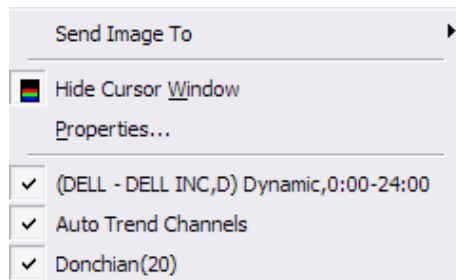 Send Image To
Hide Cursor Window
Properties...
(DELL - DELL INC,D) Dynamic,0:00-24:00
Auto Trend Channels
Donchian(20)